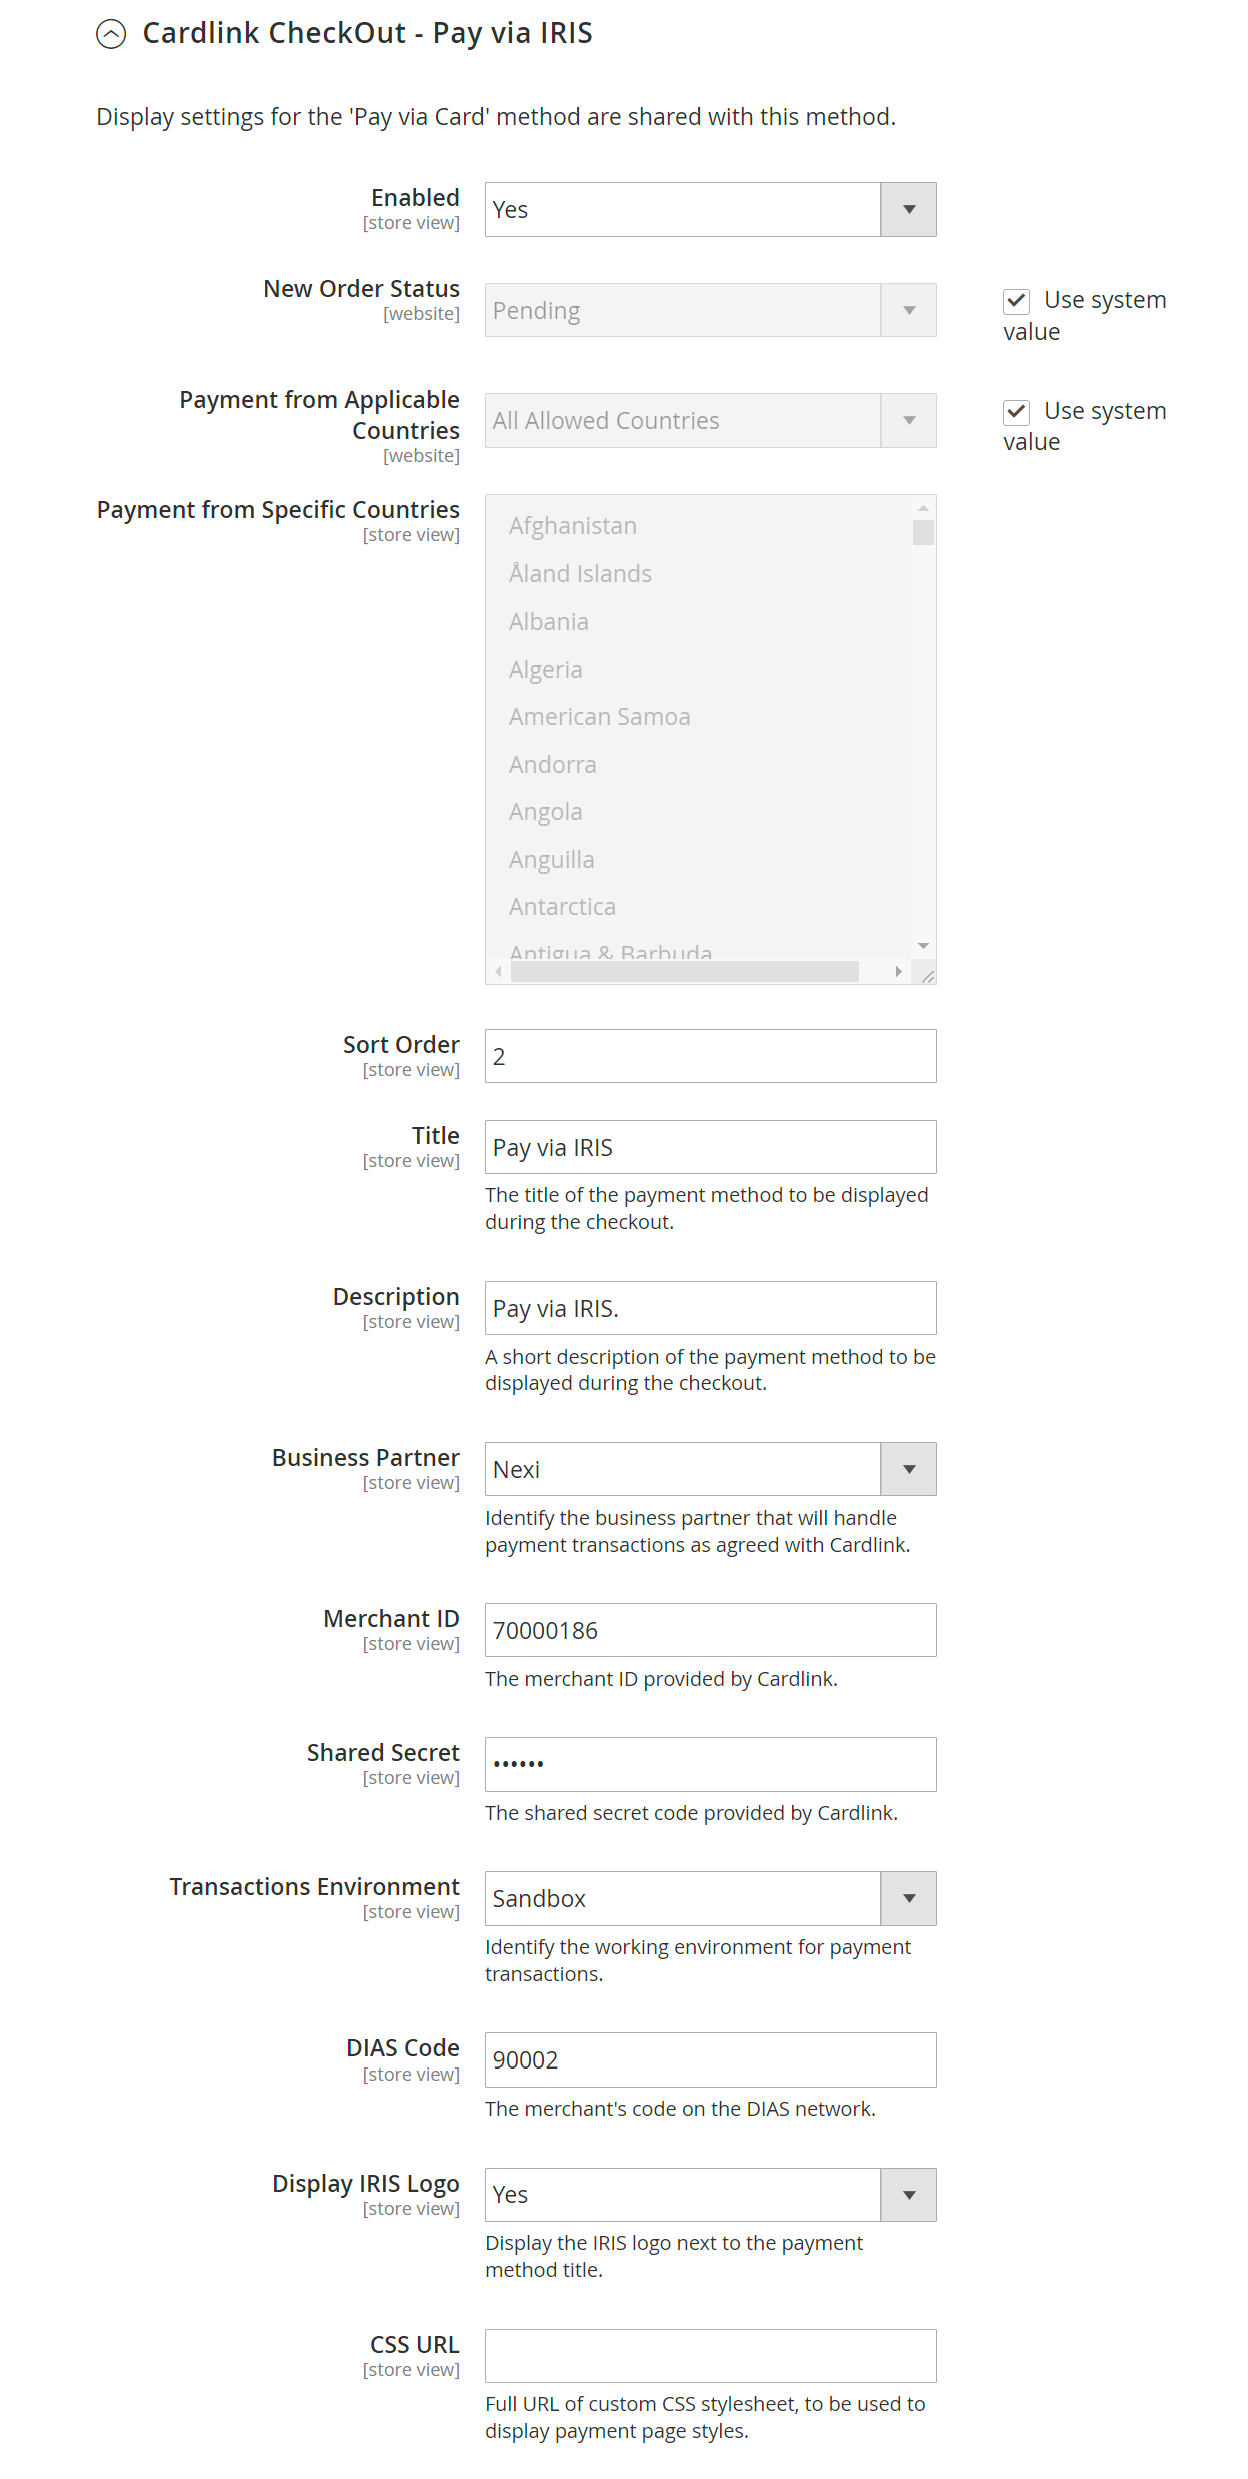 Cardlink CheckOut - Pay via IRIS
Display settings for the 'Pay via Card' method are shared with this method.
Enabled
[store view]
Yes
New Order Status
[website]
Pending
Use system
value
Payment from Applicable
Countries
[website]
All Allowed Countries
Use system
value
Payment from Specific Countries
[store view]
Afghanistan
Åland Islands
Albania
Algeria
American Samoa
Andorra
Angola
Anguilla
Antarctica
Antigua & Barbuda
Sort Order
[store view]
2
Title
[store view]
Pay via IRIS
The title of the payment method to be displayed
during the checkout.
Description
[store view]
Pay via IRIS.
A short description of the payment method to be
displayed during the checkout.
Business Partner
[store view]
Nexi
Identify the business partner that will handle
payment transactions as agreed with Cardlink.
Merchant ID
[store view]
70000186
The merchant ID provided by Cardlink.
Shared Secret
[store view]
••••••
The shared secret code provided by Cardlink.
Transactions Environment
[store view]
Sandbox
Identify the working environment for payment
transactions.
DIAS Code
[store view]
90002
The merchant's code on the DIAS network.
Display IRIS Logo
[store view]
Yes
Display the IRIS logo next to the payment
method title.
CSS URL
[store view]
Full URL of custom CSS stylesheet, to be used to
display payment page styles.